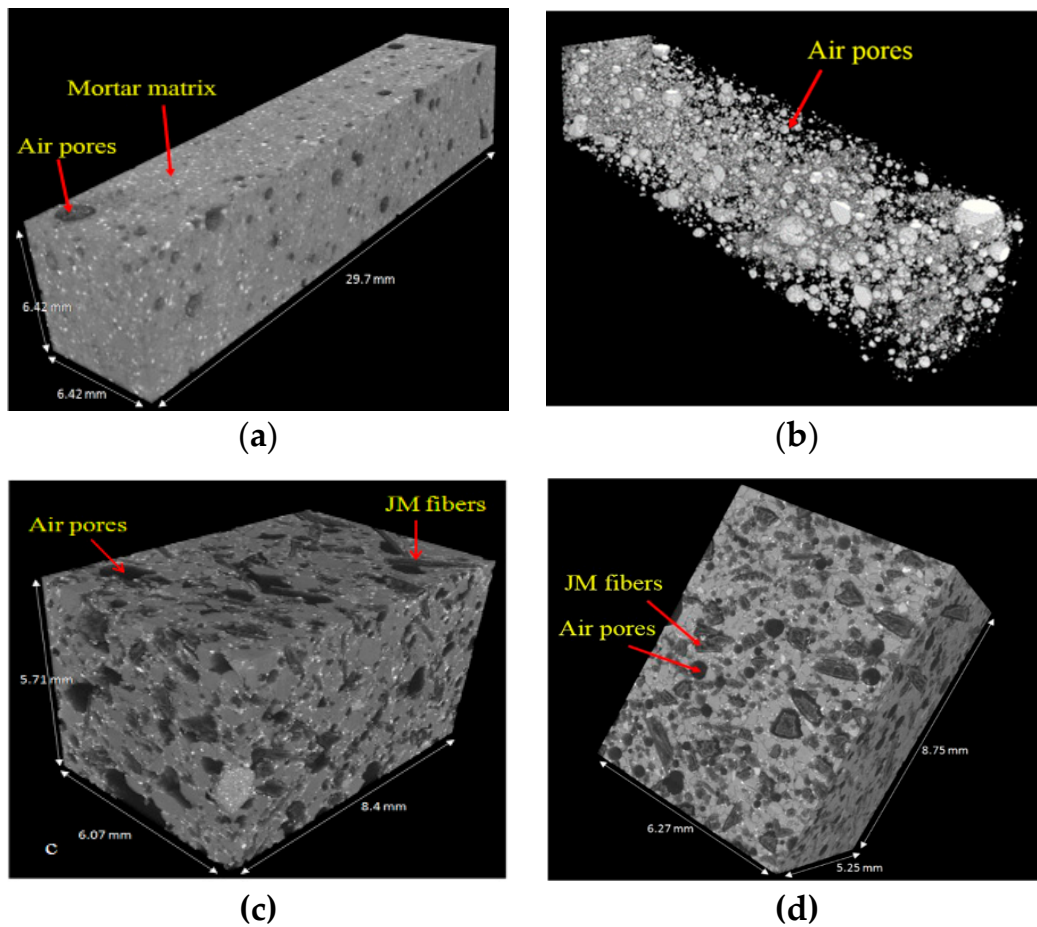 Mortar matrix
Air pores
6.42 mm
6.42 mm
29.7 mm
(a)
Air pores
(b)
JM fibers
Air pores
5.71 mm
6.07 mm
8.4 mm
c
(c)
JM fibers
Air pores
8.75 mm
6.27 mm
5.25 mm
(d)